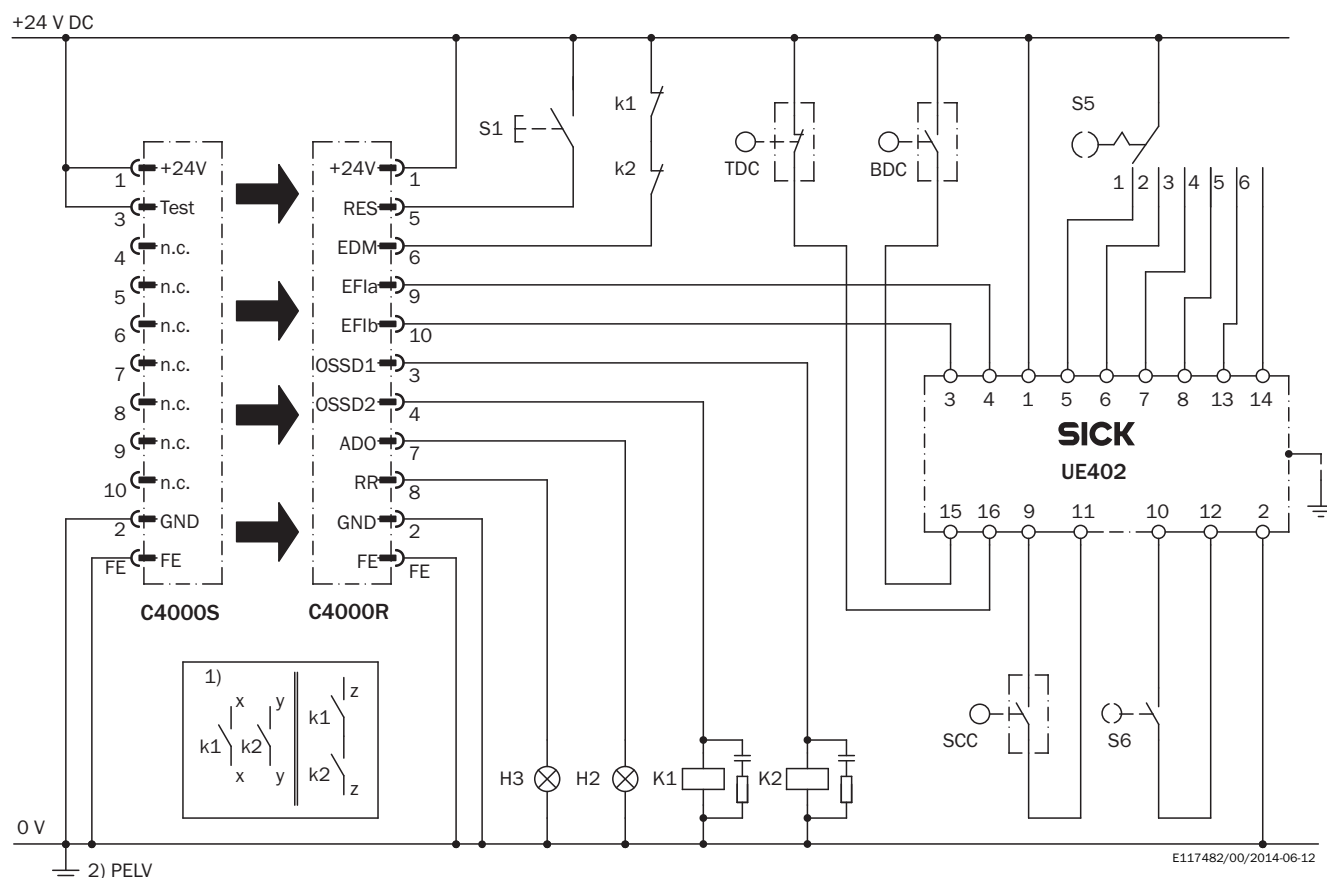 +24 V DC
S1
k1
k2
TDC
BDC
S5
1 2 3 4 5 6
1 +24V
3 Test
4 n.c.
5 n.c.
6 n.c.
7 n.c.
8 n.c.
9 n.c.
10 n.c.
2 GND
FE FE
C4000S
+24V 1
RES 5
EDM 6
EFIa 9
EFIb 10
OSSD1 3
OSSD2 4
ADO 7
RR 8
GND 2
FE FE
C4000R
3 4 1 5 6 7 8 13 14
SICK
UE402
15 16 9 11 10 12 2
1)
x y z
k1 k2 k1
x y k2 z
H3
H2
K1
K2
SCC
S6
0 V
2) PELV
E117482/00/2014-06-12